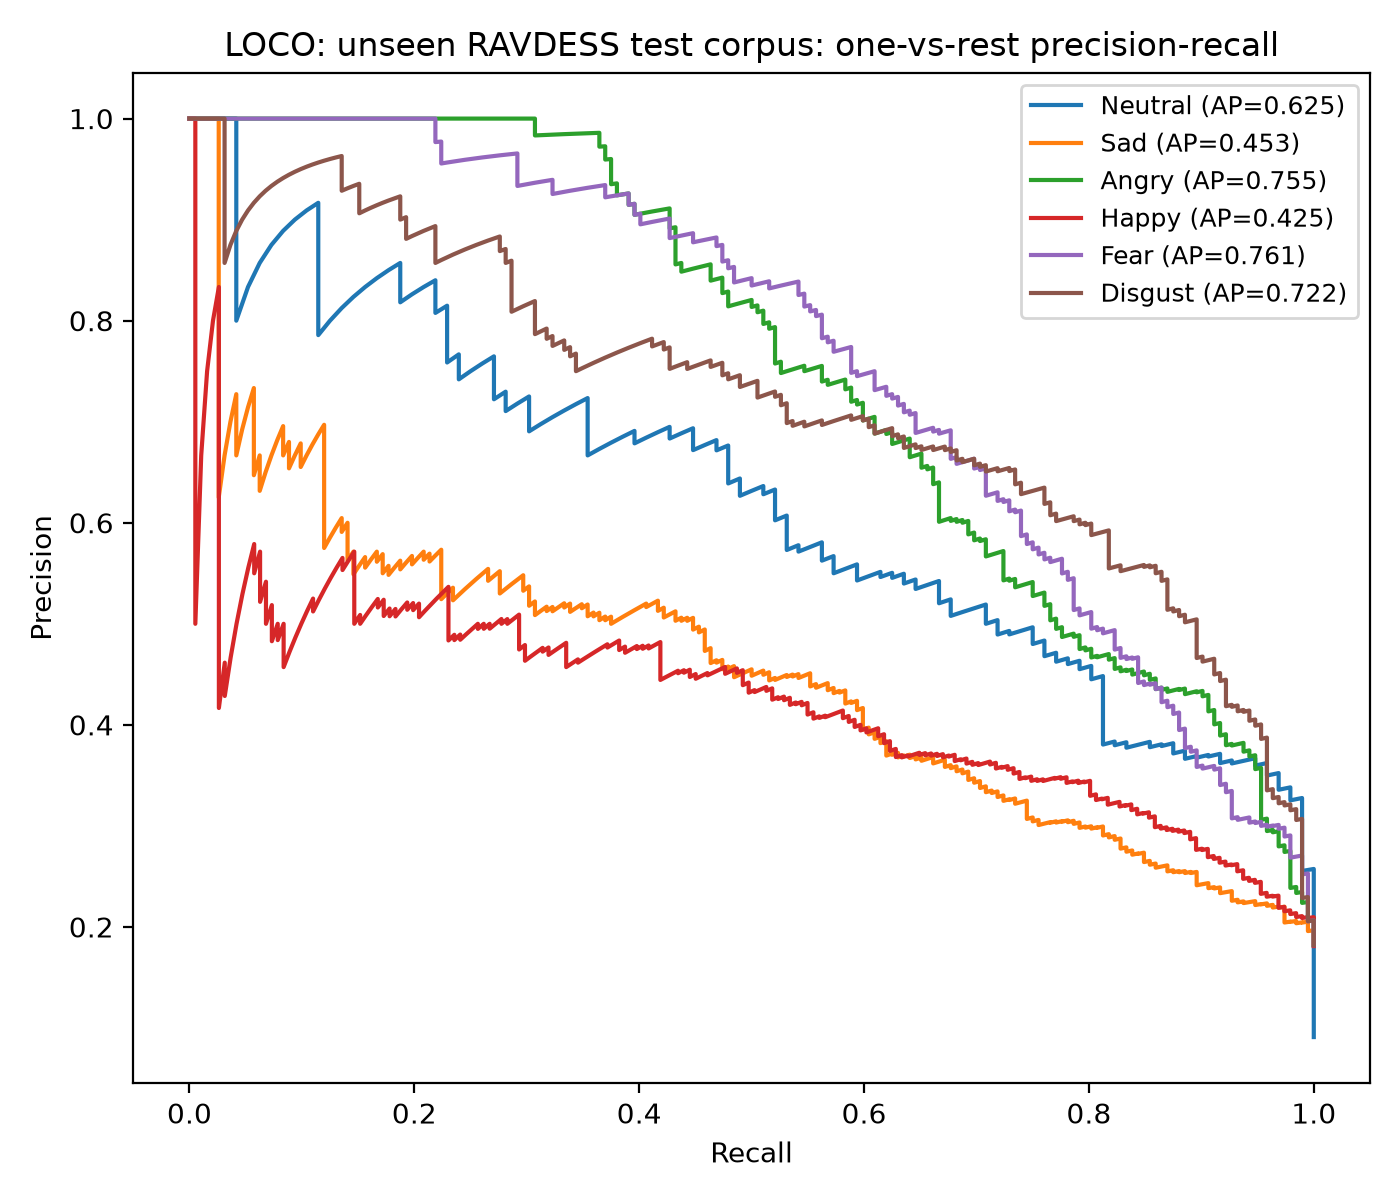 LOCO: unseen RAVDESS test corpus: one-vs-rest precision-recall
Neutral (AP=0.625)
Sad (AP=0.453)
Angry (AP=0.755)
Happy (AP=0.425)
Fear (AP=0.761)
Disgust (AP=0.722)
1.0
0.8
0.6
0.4
0.2
Precision
0.0 0.2 0.4 0.6 0.8 1.0
Recall